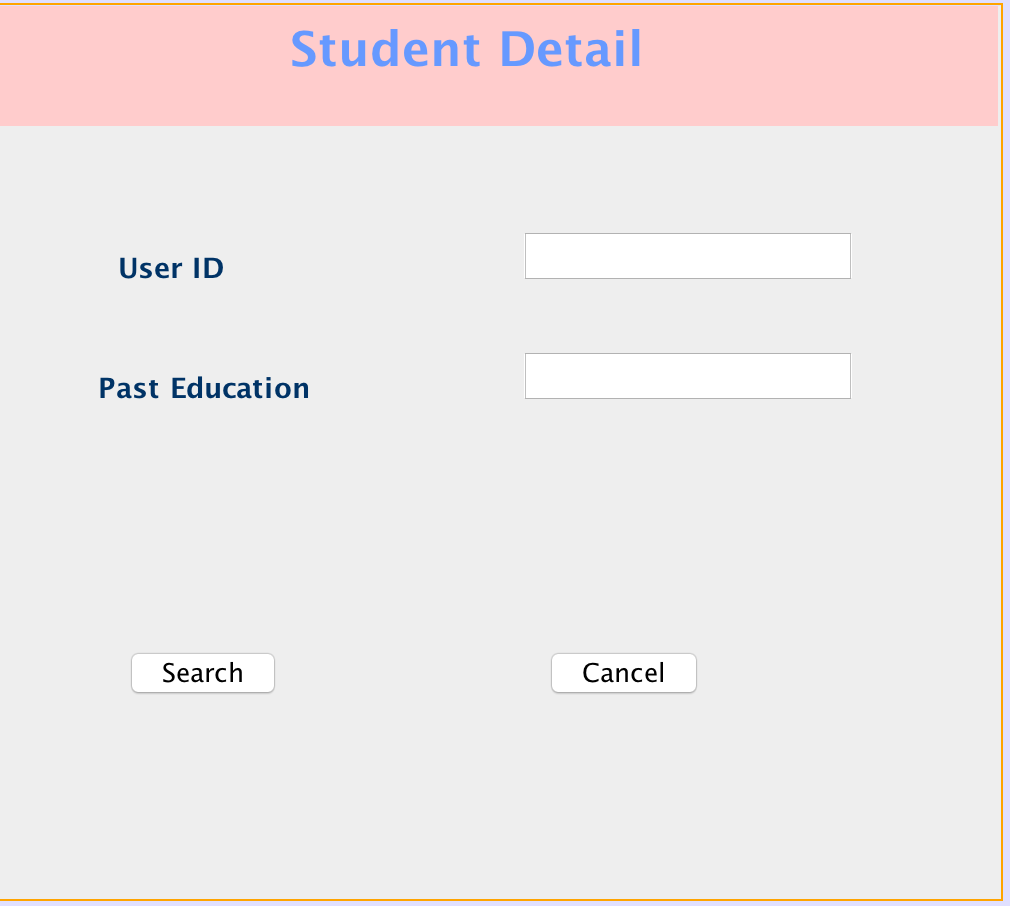 Student Detail
User ID
Past Education
Search
Cancel